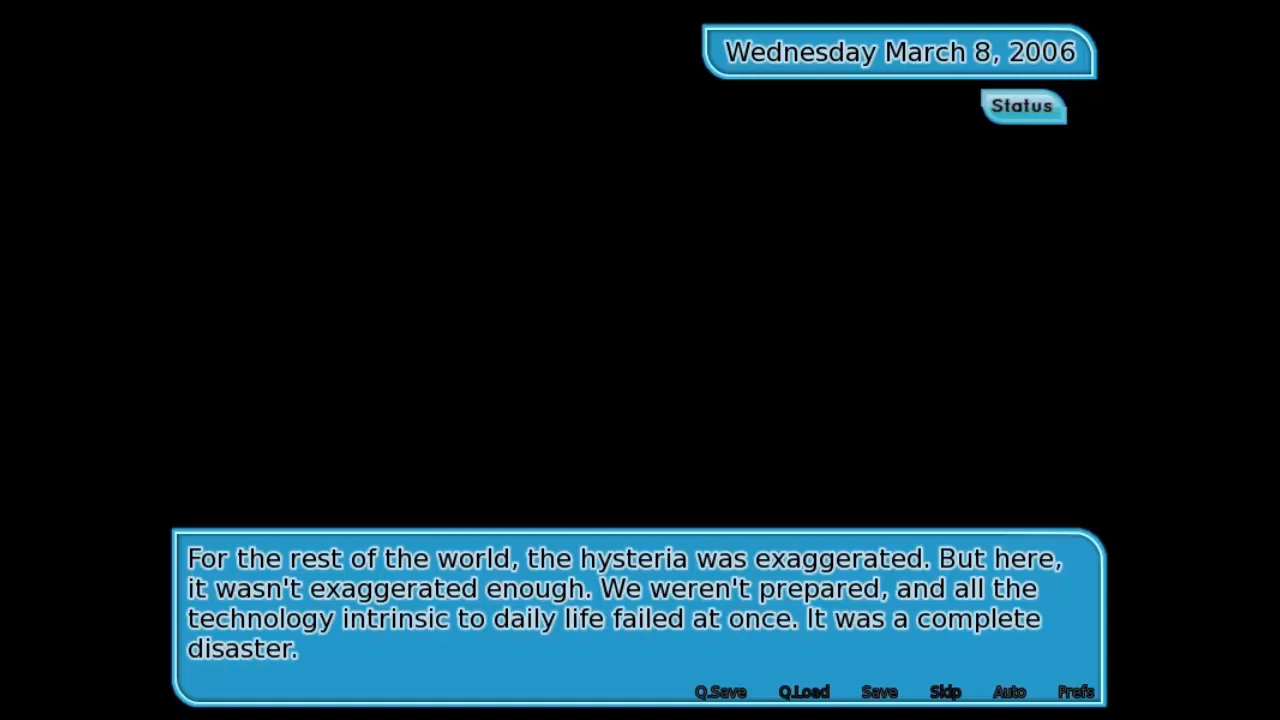 Wednesday March 8, 2006
Status
For the rest of the world, the hysteria was exaggerated. But here,
it wasn't exaggerated enough. We weren't prepared, and all the
technology intrinsic to daily life failed at once. It was a complete
disaster.
Q.Save Q.Load Save Skip Auto Prefs